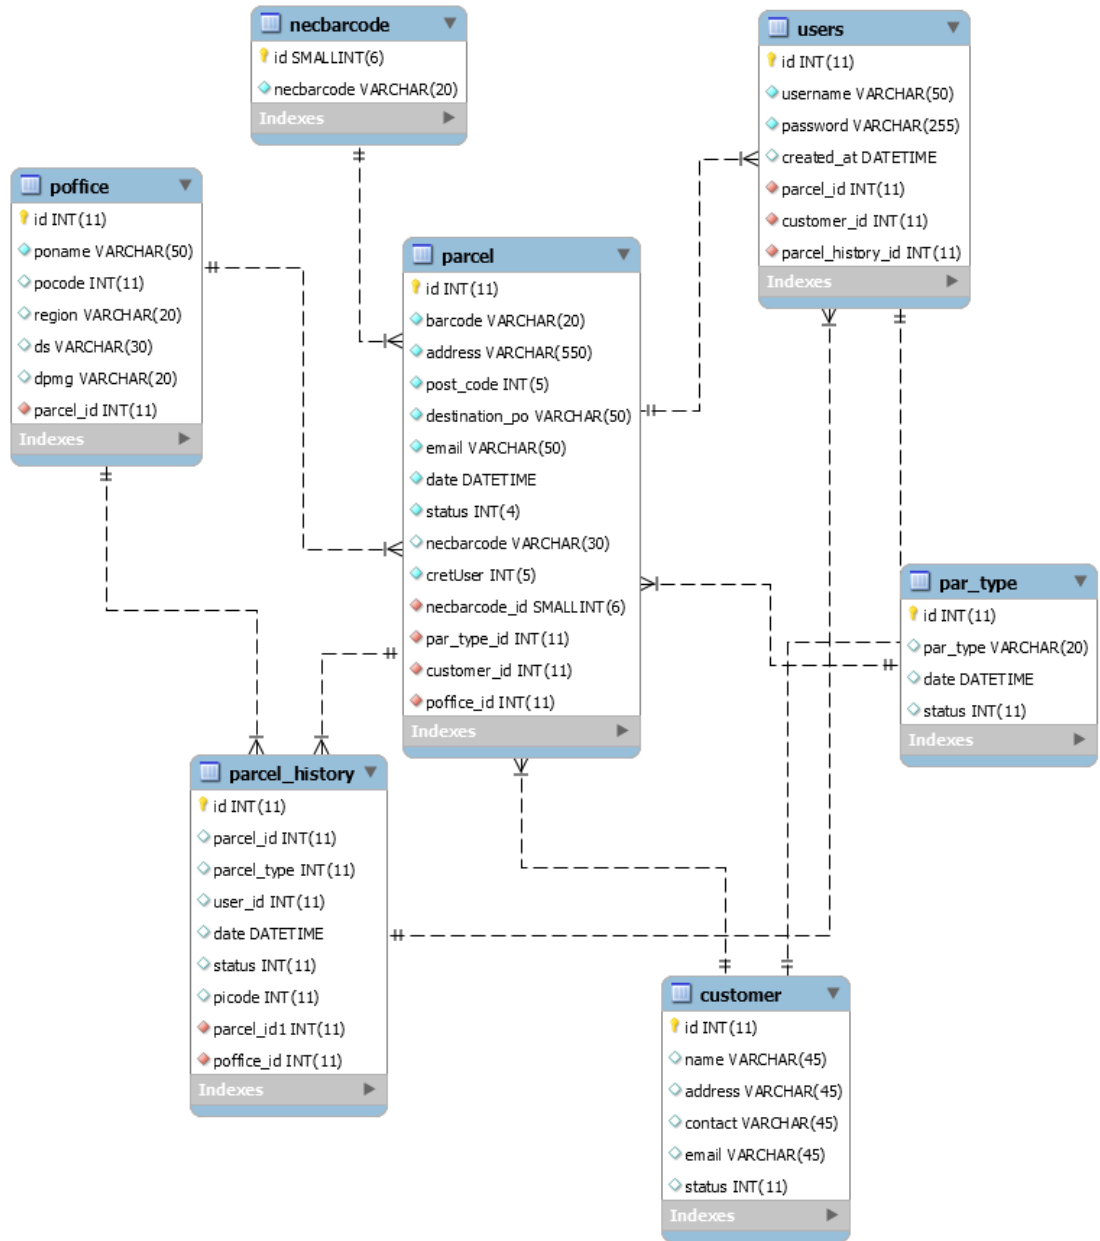 necbarcode
id SMALLINT(6)
necbarcode VARCHAR(20)
Indexes
users
id INT(11)
username VARCHAR(50)
password VARCHAR(255)
created_at DATETIME
parcel_id INT(11)
customer_id INT(11)
parcel_history_id INT(11)
Indexes
poffice
id INT(11)
poname VARCHAR(50)
pocode INT(11)
region VARCHAR(20)
ds VARCHAR(30)
dpmg VARCHAR(20)
parcel_id INT(11)
Indexes
parcel
id INT(11)
barcode VARCHAR(20)
address VARCHAR(550)
post_code INT(5)
destination_po VARCHAR(50)
email VARCHAR(50)
date DATETIME
status INT(4)
necbarcode VARCHAR(30)
cretUser INT(5)
necbarcode_id SMALLINT(6)
par_type_id INT(11)
customer_id INT(11)
poffice_id INT(11)
Indexes
par_type
id INT(11)
par_type VARCHAR(20)
date DATETIME
status INT(11)
Indexes
parcel_history
id INT(11)
parcel_id INT(11)
parcel_type INT(11)
user_id INT(11)
date DATETIME
status INT(11)
picode INT(11)
parcel_id1 INT(11)
poffice_id INT(11)
Indexes
customer
id INT(11)
name VARCHAR(45)
address VARCHAR(45)
contact VARCHAR(45)
email VARCHAR(45)
status INT(11)
Indexes